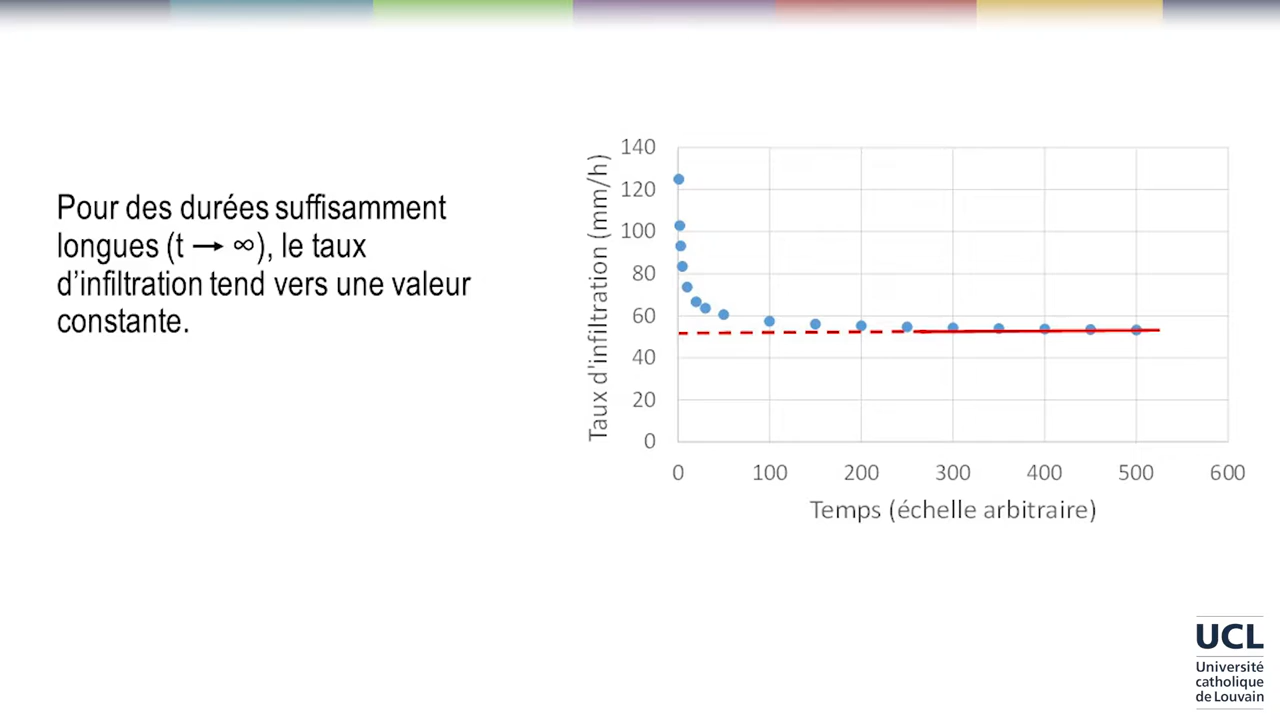 Pour des durées suffisamment
longues (t → ∞), le taux
d’infiltration tend vers une valeur
constante.
Taux d'infiltration (mm/h)
140
120
100
80
60
40
20
0
0 100 200 300 400 500 600
Temps (échelle arbitraire)
UCL
Université
catholique
de Louvain